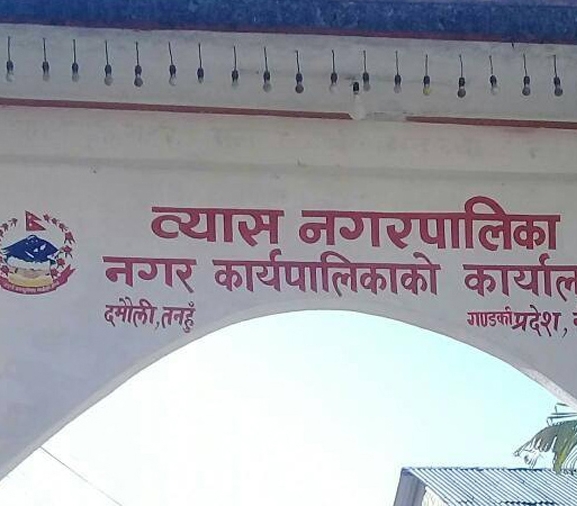 व्यास नगरपालिका
नगर कार्यपालिकाको कार्याल
दमौली,तनहुँ
गण्डकी प्रदेश,